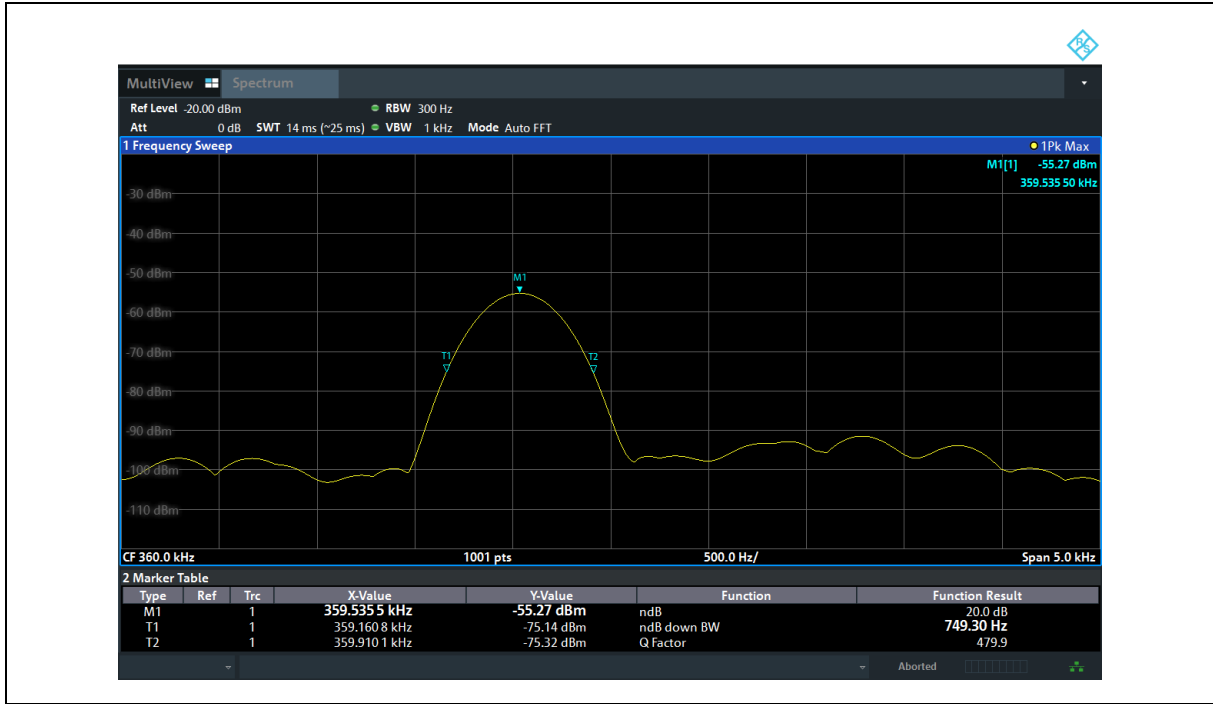 R S
MultiView Spectrum
Ref Level -20.00 dBm RBW 300 Hz
Att 0 dB SWT 14 ms (~25 ms) VBW 1 kHz Mode Auto FFT
1 Frequency Sweep 1Pk Max
M1[1] -55.27 dBm
359.535 50 kHz
-30 dBm
-40 dBm
-50 dBm
M1
-60 dBm
-70 dBm
T1 T2
-80 dBm
-90 dBm
-100 dBm
-110 dBm
CF 360.0 kHz 1001 pts 500.0 Hz/ Span 5.0 kHz
2 Marker Table
Type Ref Trc X-Value Y-Value Function Function Result
M1 1 359.535 5 kHz -55.27 dBm ndB 20.0 dB
T1 1 359.160 8 kHz -75.14 dBm ndB down BW 749.30 Hz
T2 1 359.910 1 kHz -75.32 dBm Q Factor 479.9
Aborted